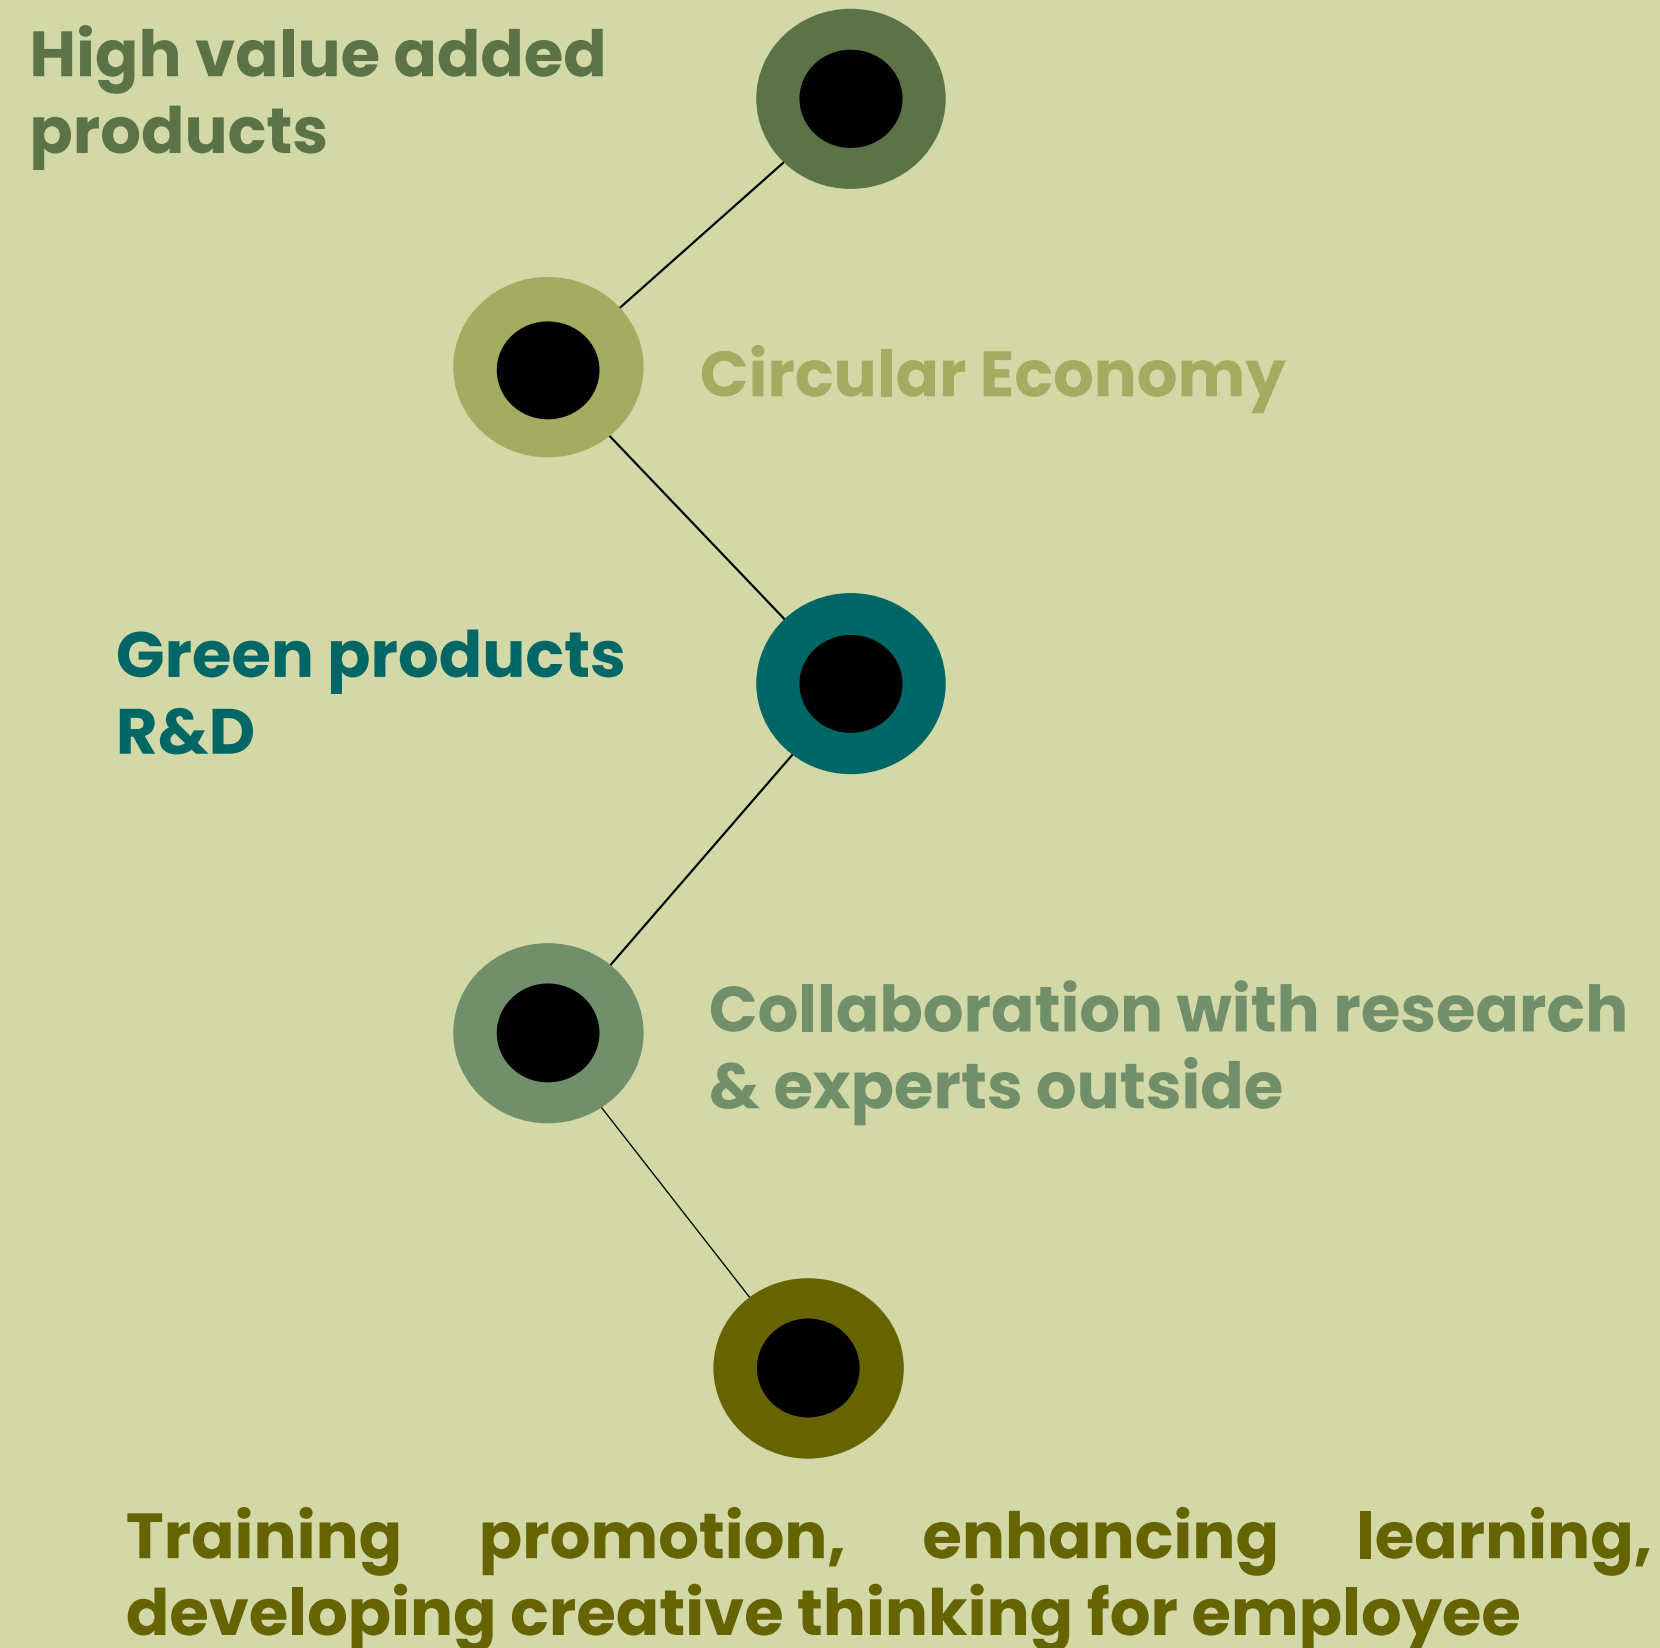 High value added
products
Circular Economy
Green products
R&D
Collaboration with research
& experts outside
Training promotion, enhancing learning,
developing creative thinking for employee